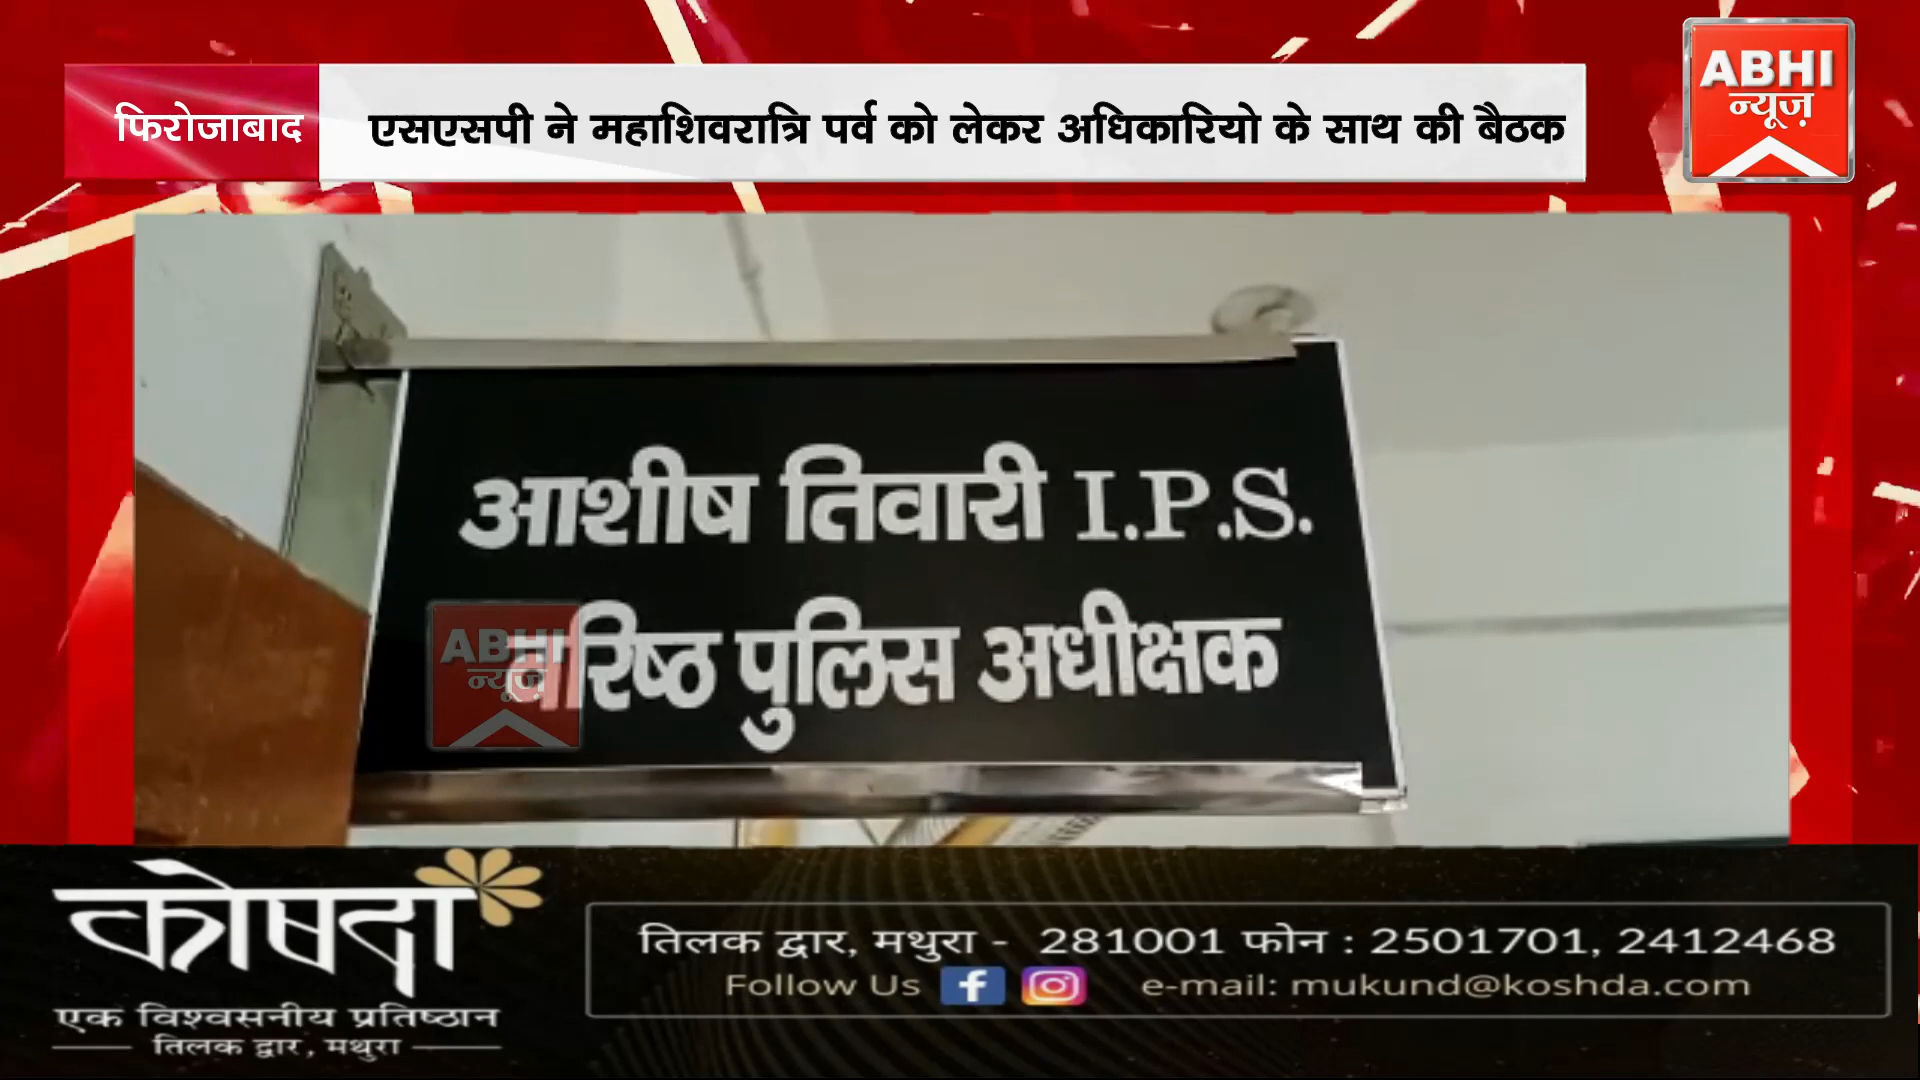 फिरोजाबाद
एसएसपी ने महाशिवरात्रि पर्व को लेकर अधिकारियो के साथ की बैठक
ABHI
न्यूज़
आशीष तिवारी I.P.S.
वरिष्ठ पुलिस अधीक्षक
ABHI
न्यूज़
कोषदा
एक विश्वसनीय प्रतिष्ठान
तिलक द्वार, मथुरा
तिलक द्वार, मथुरा - 281001 फोन : 2501701, 2412468
Follow Us e-mail: mukund@koshda.com